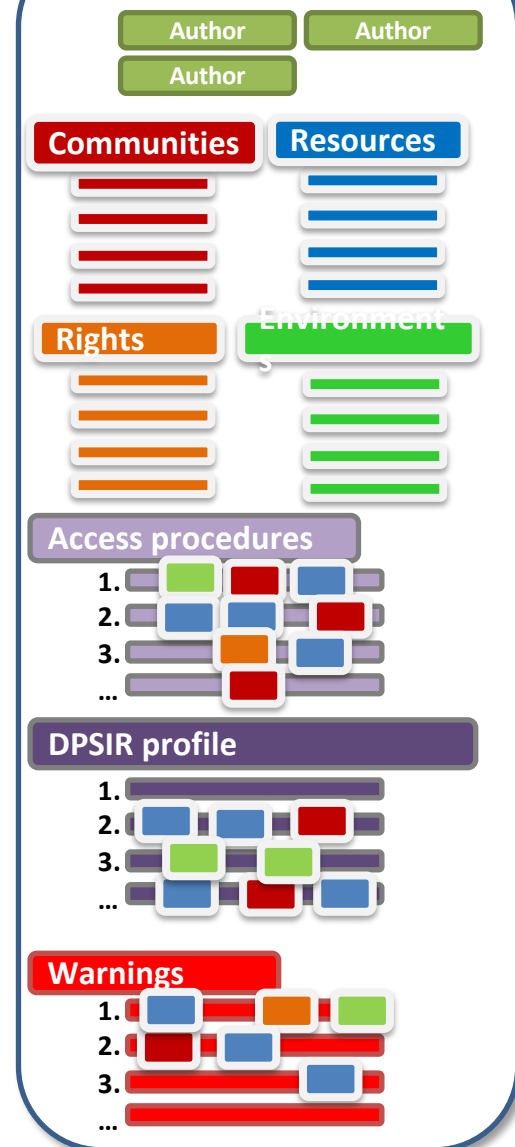 Author Author
Author
Communities Resources
Rights
Environment
s
Access procedures
1.
2.
3.
...
DPSIR profile
1.
2.
3.
...
Warnings
1.
2.
3.
...